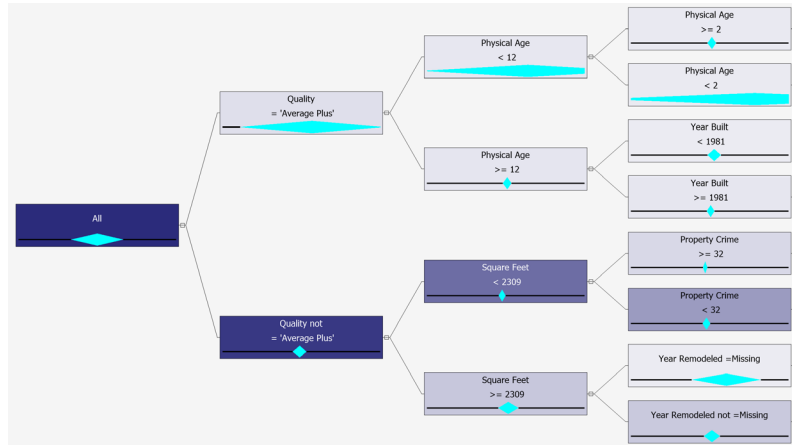 All
Quality
= 'Average Plus'
Quality not
= 'Average Plus'
Physical Age
< 12
Physical Age
>= 12
Square Feet
< 2309
Square Feet
>= 2309
Physical Age
>= 2
Physical Age
< 2
Year Built
< 1981
Year Built
>= 1981
Property Crime
>= 32
Property Crime
< 32
Year Remodeled =Missing
Year Remodeled not =Missing